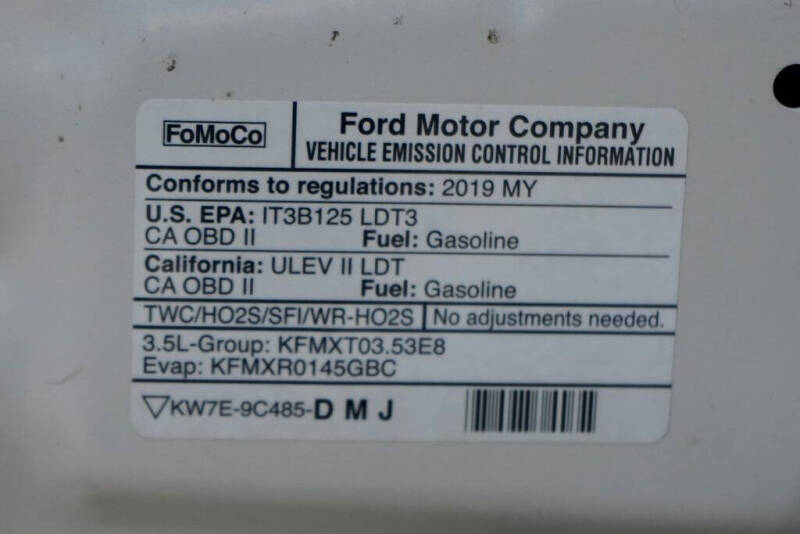 FoMoCo
Ford Motor Company
VEHICLE EMISSION CONTROL INFORMATION
Conforms to regulations: 2019 MY
U.S. EPA: IT3B125 LDT3
CA OBD II Fuel: Gasoline
California: ULEV II LDT
CA OBD II Fuel: Gasoline
TWC/HO2S/SFI/WR-HO2S No adjustments needed.
3.5L-Group: KFMXT03.53E8
Evap: KFMXR0145GBC
▽KW7E-9C485-D M J